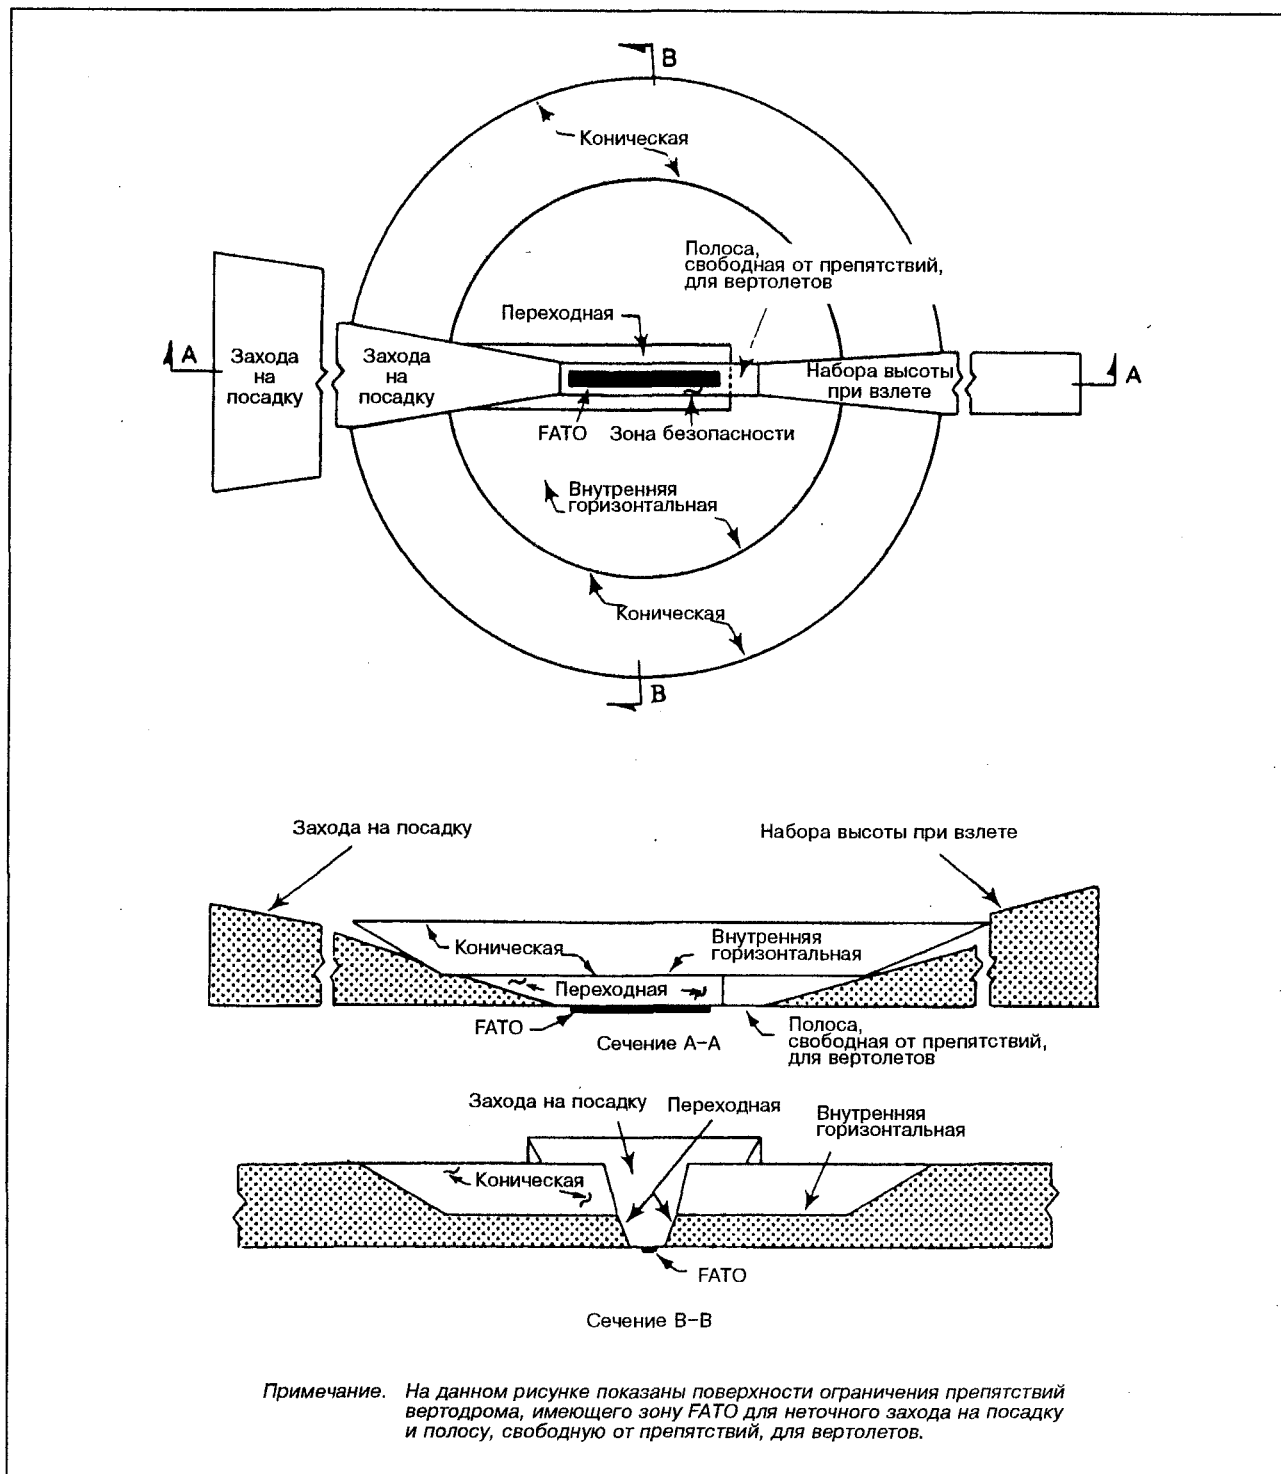 B
Коническая
Полоса,
свободная от препятствий,
для вертолетов
Переходная
A
Захода
на
посадку
Захода
на
посадку
Набора высоты
при взлете
A
FATO
Зона безопасности
Внутренняя
горизонтальная
Коническая
B
Захода на посадку
Набора высоты при взлете
Коническая
Внутренняя
горизонтальная
Переходная
FATO
Полоса,
свободная от препятствий,
для вертолетов
Сечение A-A
Захода на посадку
Переходная
Внутренняя
горизонтальная
Коническая
FATO
Сечение B-B
Примечание. На данном рисунке показаны поверхности ограничения препятствий
вертодрома, имеющего зону FATO для неточного захода на посадку
и полосу, свободную от препятствий, для вертолетов.